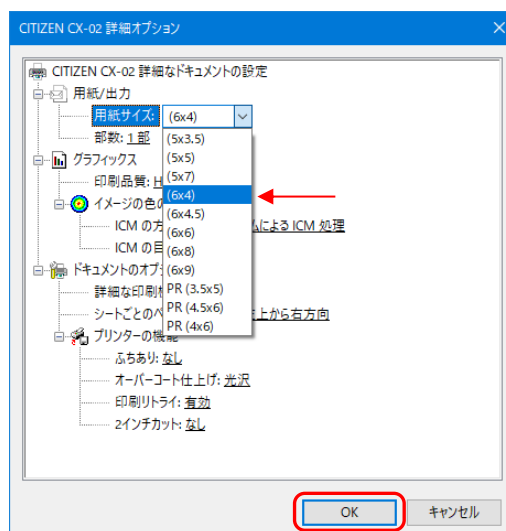 CITIZEN CX-02 詳細オプション
CITIZEN CX-02 詳細なドキュメントの設定
用紙/出力
用紙サイズ: (6x4)
部数: 1 部
(5x3.5)
(5x5)
(5x7)
(6x4)
(6x4.5)
(6x6)
(6x8)
(6x9)
PR (3.5x5)
PR (4.5x6)
PR (4x6)
グラフィックス
印刷品質: H
イメージの色の
ICM の方 による ICM 処理
ICM の目
ドキュメントのオプ
詳細な印刷
シートごとのペ 上から右方向
プリンターの機能
ふちあり: なし
オーバーコート仕上げ: 光沢
印刷リトライ: 有効
2インチカット: なし
OK
キャンセル